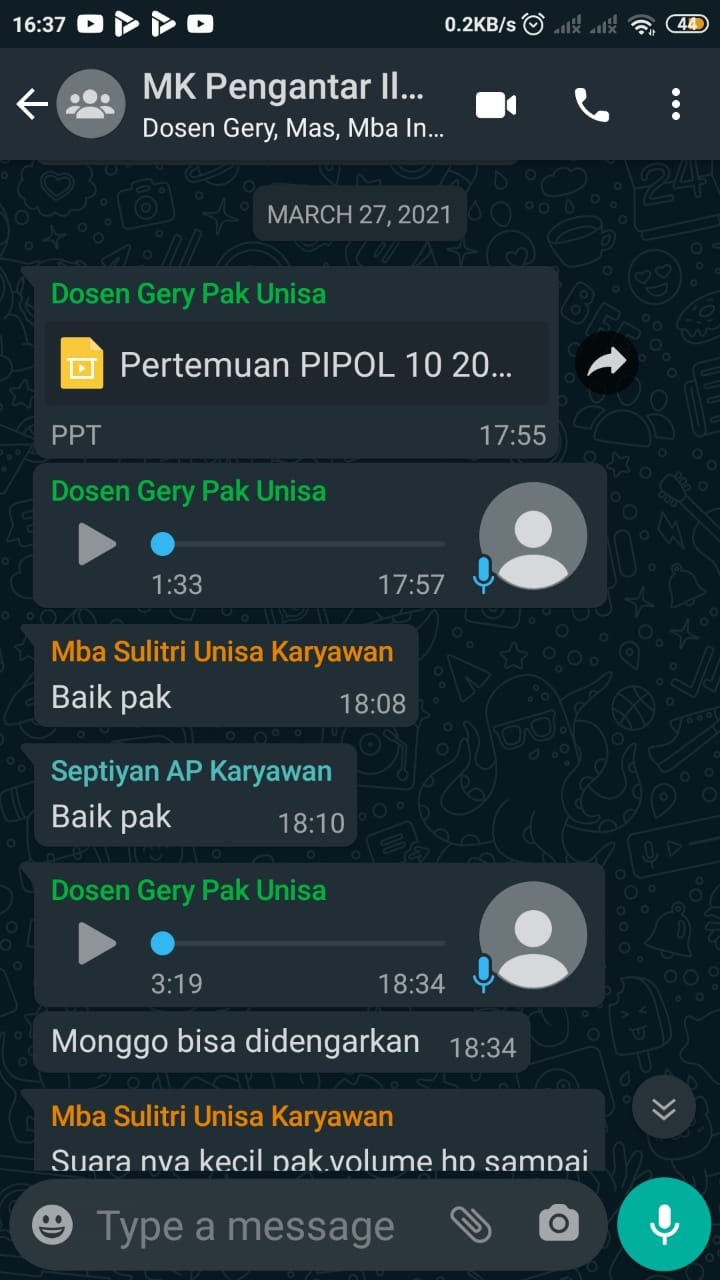 16:37
0.2KB/s
44
MK Pengantar Il...
Dosen Gery, Mas, Mba In...
MARCH 27, 2021
Dosen Gery Pak Unisa
Pertemuan PIPOL 10 20...
PPT 17:55
Dosen Gery Pak Unisa
1:33 17:57
Mba Sulitri Unisa Karyawan
Baik pak 18:08
Septiyan AP Karyawan
Baik pak 18:10
Dosen Gery Pak Unisa
3:19 18:34
Monggo bisa didengarkan 18:34
Mba Sulitri Unisa Karyawan
Suara nya kecil pak.volume hp sampai
Type a message